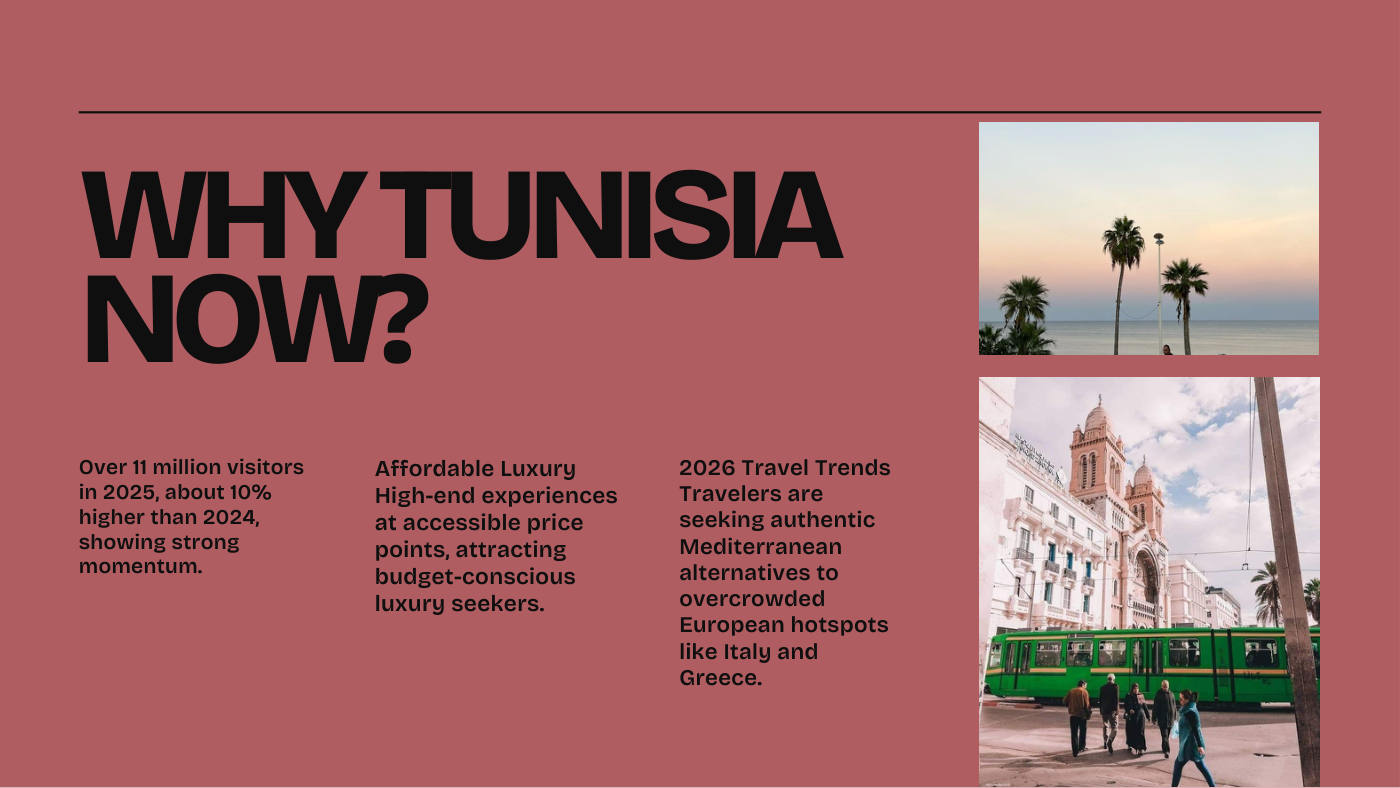 WHY TUNISIA
NOW?
Over 11 million visitors
in 2025, about 10%
higher than 2024,
showing strong
momentum.
Affordable Luxury
High-end experiences
at accessible price
points, attracting
budget-conscious
luxury seekers.
2026 Travel Trends
Travelers are
seeking authentic
Mediterranean
alternatives to
overcrowded
European hotspots
like Italy and
Greece.